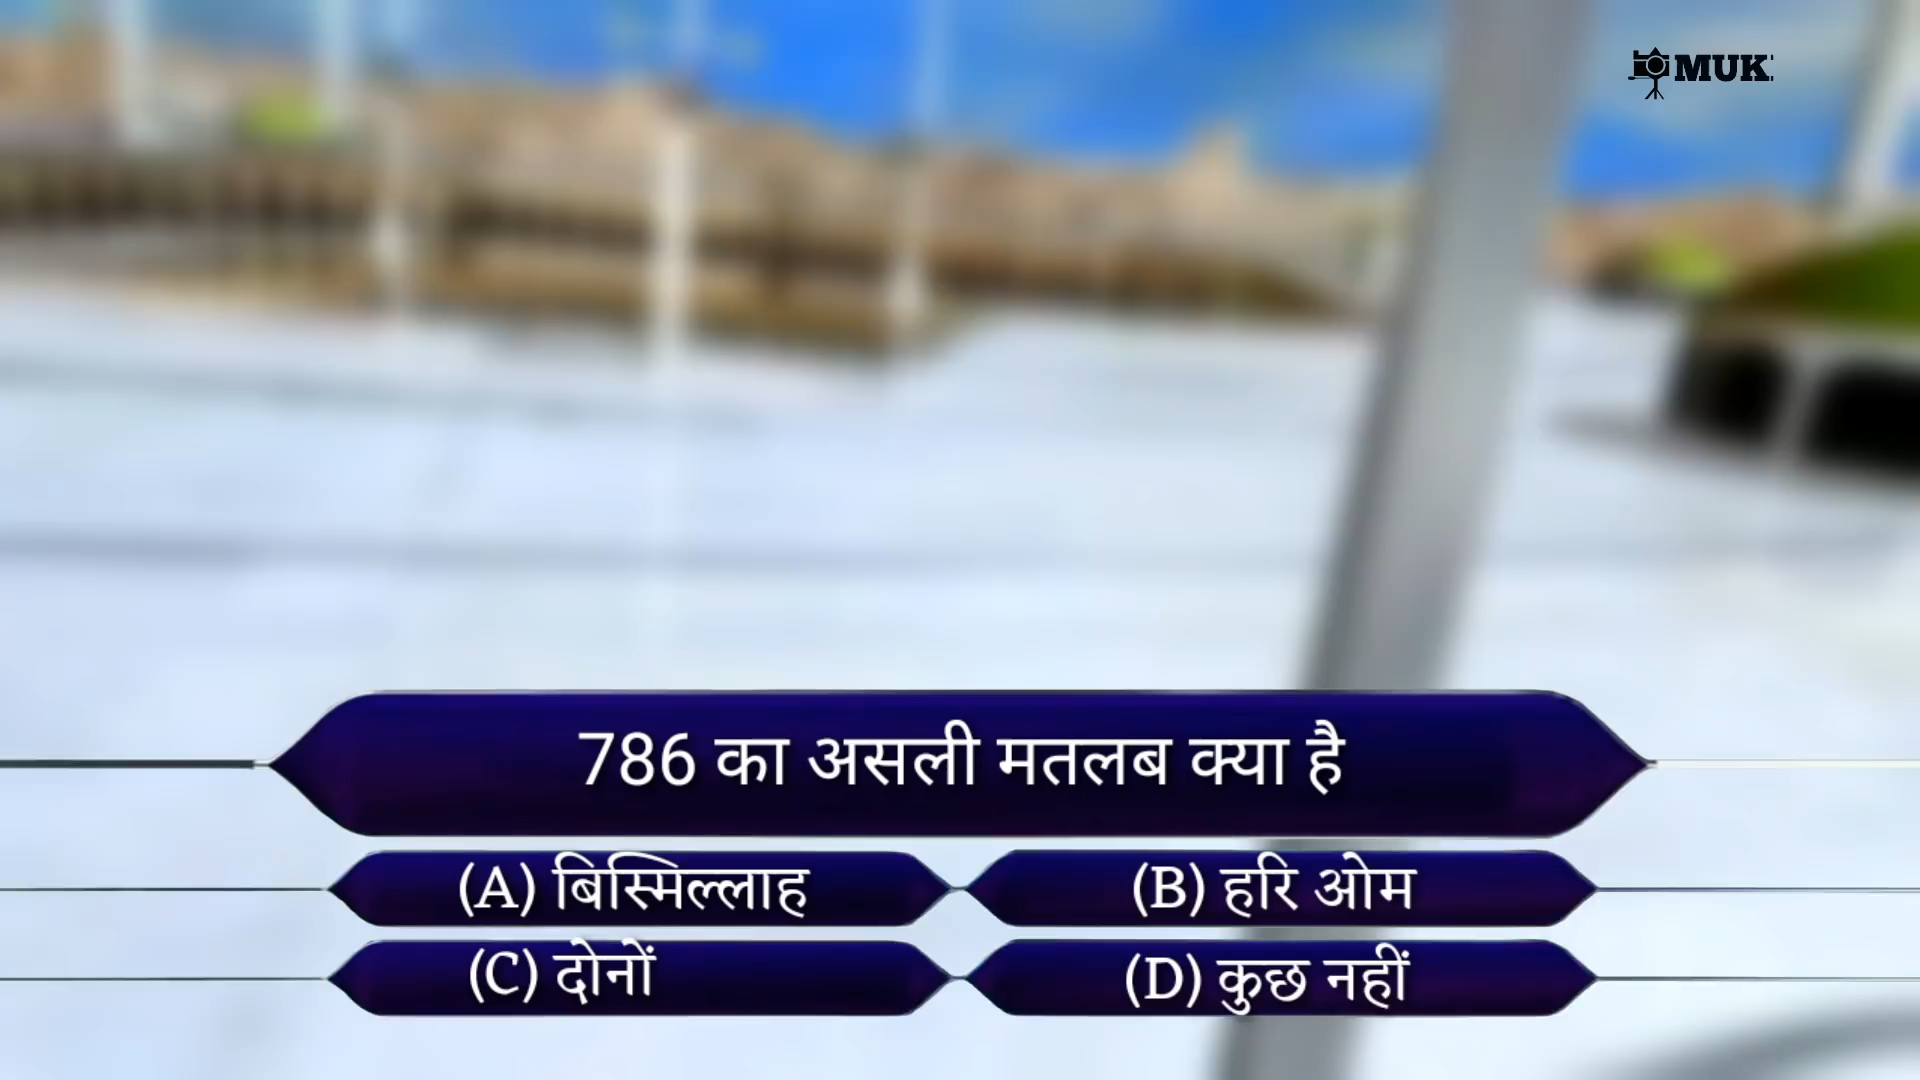 MUK
786 का असली मतलब क्या है
(A) बिस्मिल्लाह
(B) हरि ओम
(C) दोनों
(D) कुछ नहीं